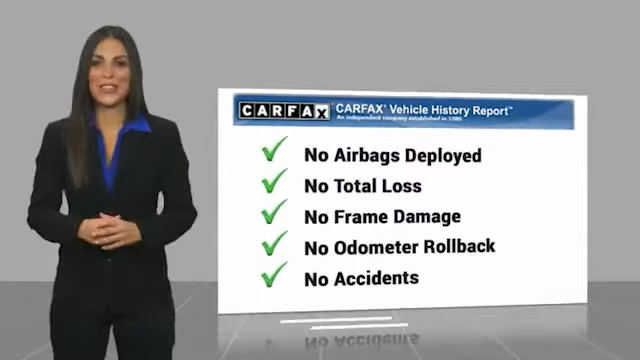 CARFAX CARFAX Vehicle History Report™
An independent company established in 1986
No Airbags Deployed
No Total Loss
No Frame Damage
No Odometer Rollback
No Accidents